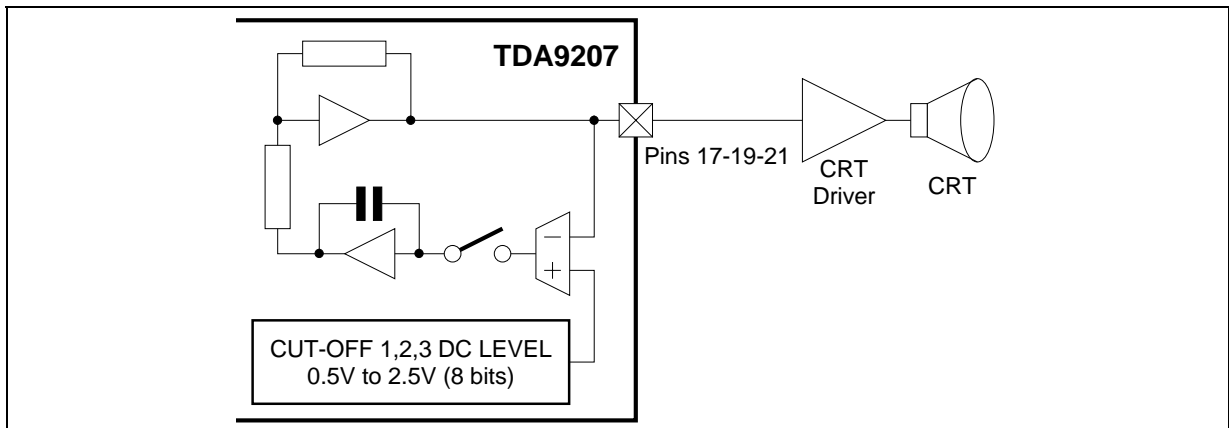 TDA9207
Pins 17-19-21
CRT
Driver
CRT
−
+
CUT-OFF 1,2,3 DC LEVEL
0.5V to 2.5V (8 bits)